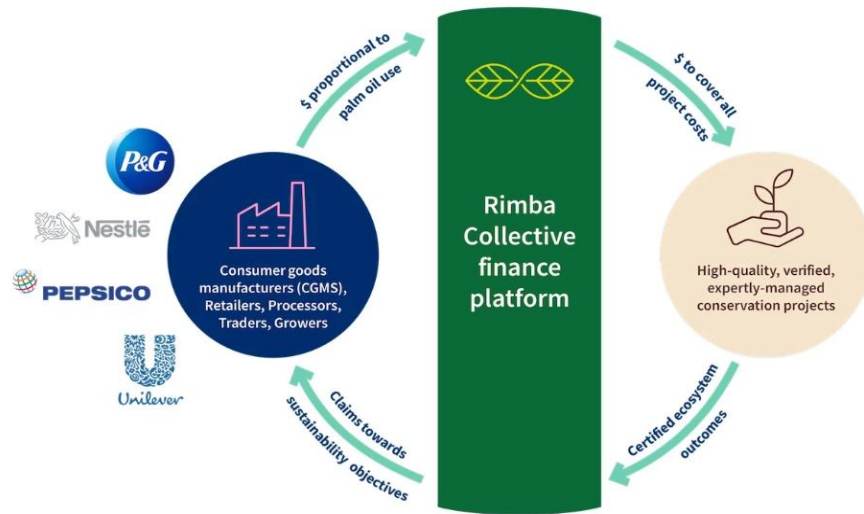 $ proportional to
palm oil use
$ to cover all
project costs
P&G
Nestlé
PEPSICO
Unilever
Consumer goods
manufacturers (CGMS),
Retailers, Processors,
Traders, Growers
Rimba
Collective
finance
platform
High-quality, verified,
expertly-managed
conservation projects
Claims towards
sustainability objectives
Certified ecosystem
outcomes